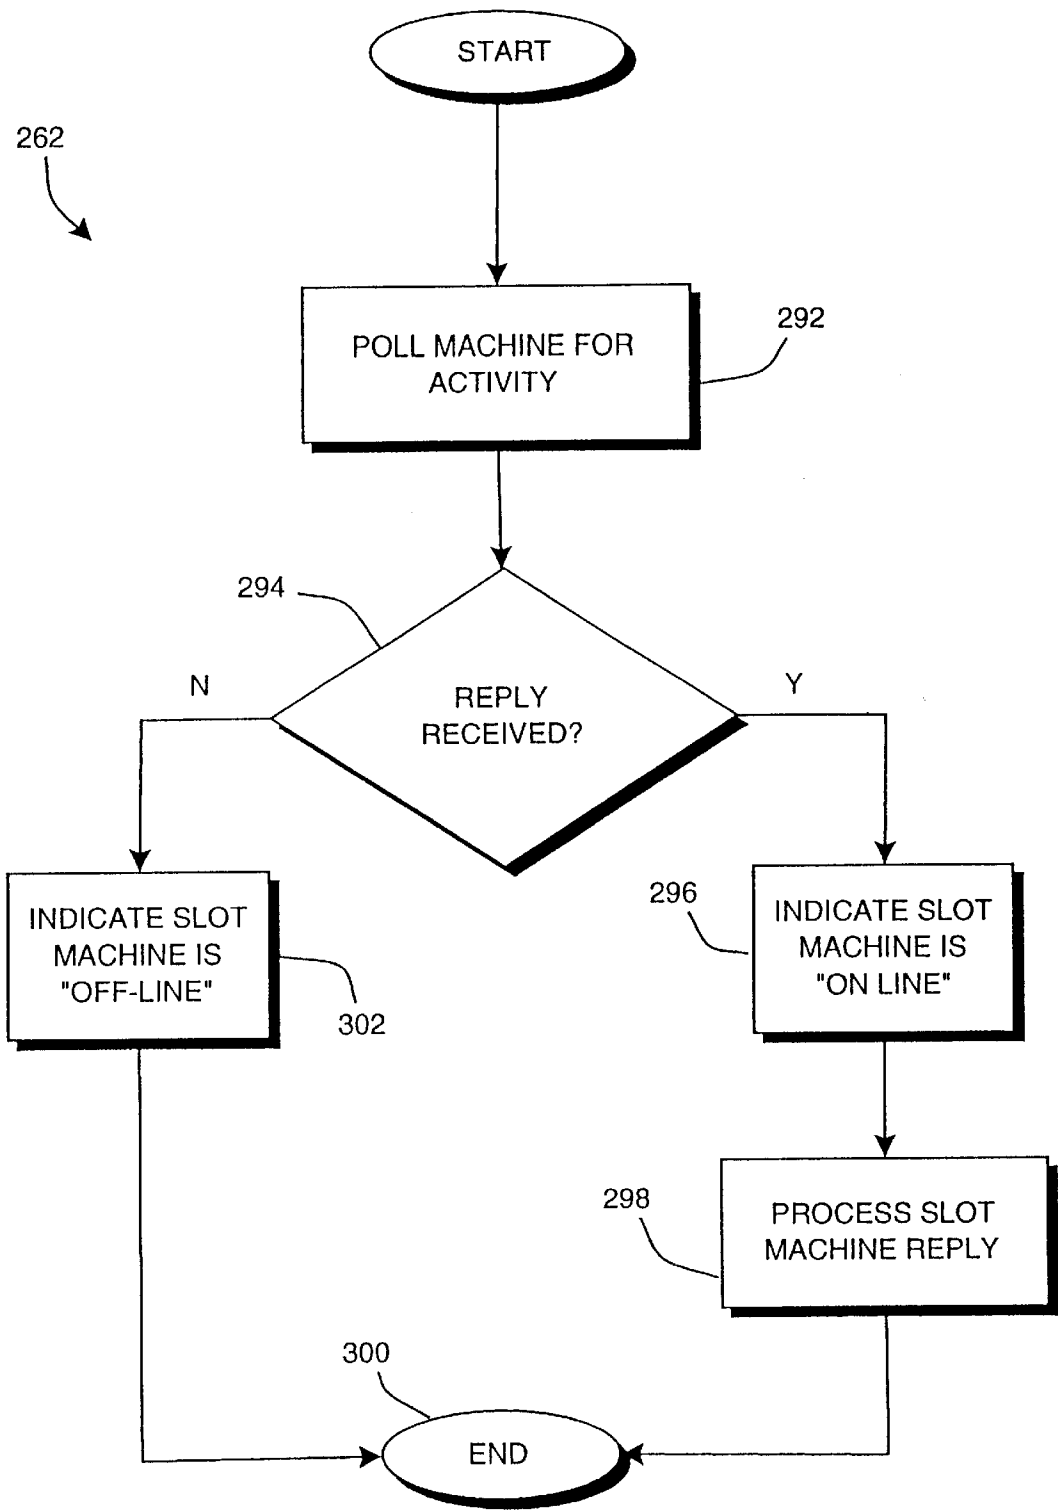 START
262
292
POLL MACHINE FOR
ACTIVITY
294
N
Y
REPLY
RECEIVED?
INDICATE SLOT
MACHINE IS
"OFF-LINE"
302
296
INDICATE SLOT
MACHINE IS
"ON LINE"
298
PROCESS SLOT
MACHINE REPLY
300
END